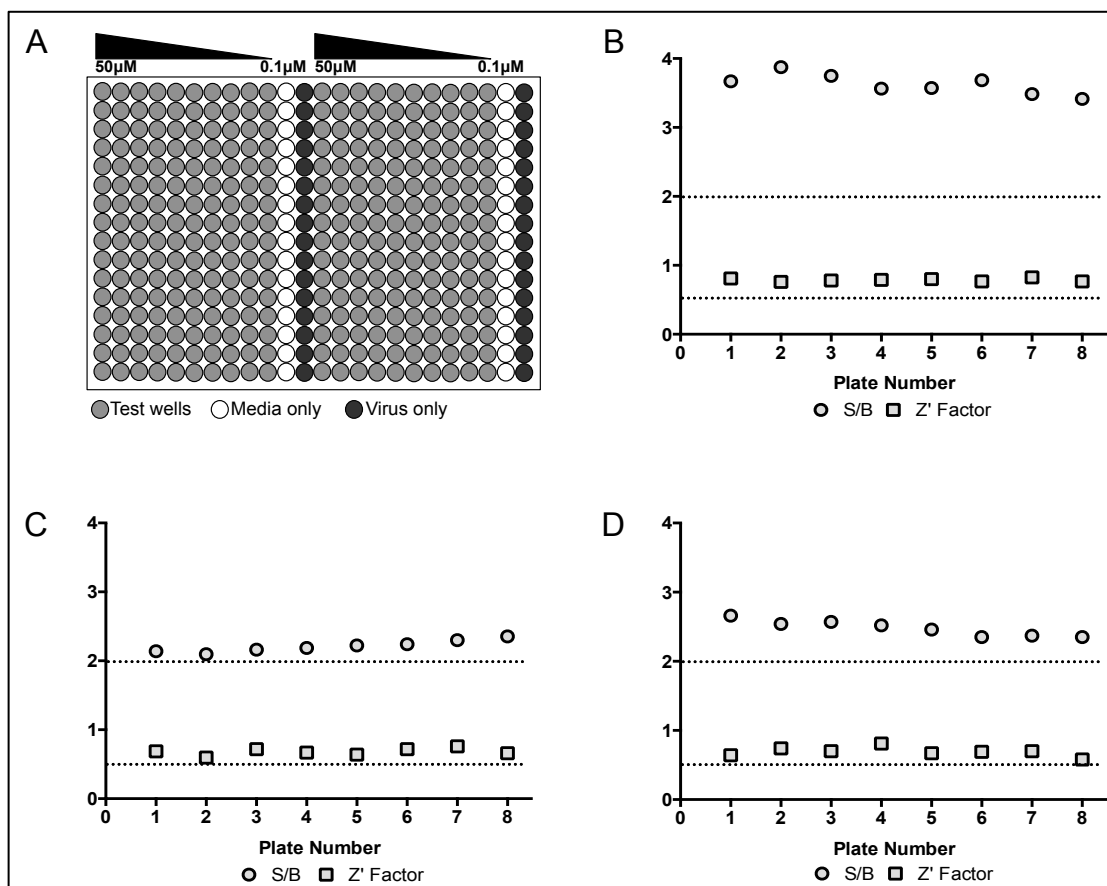 A
50µM 0.1µM 50µM 0.1µM
Test wells Media only Virus only
B
4
3
2
1
0
0 1 2 3 4 5 6 7 8
Plate Number
S/B Z' Factor
C
4
3
2
1
0
0 1 2 3 4 5 6 7 8
Plate Number
S/B Z' Factor
D
4
3
2
1
0
0 1 2 3 4 5 6 7 8
Plate Number
S/B Z' Factor